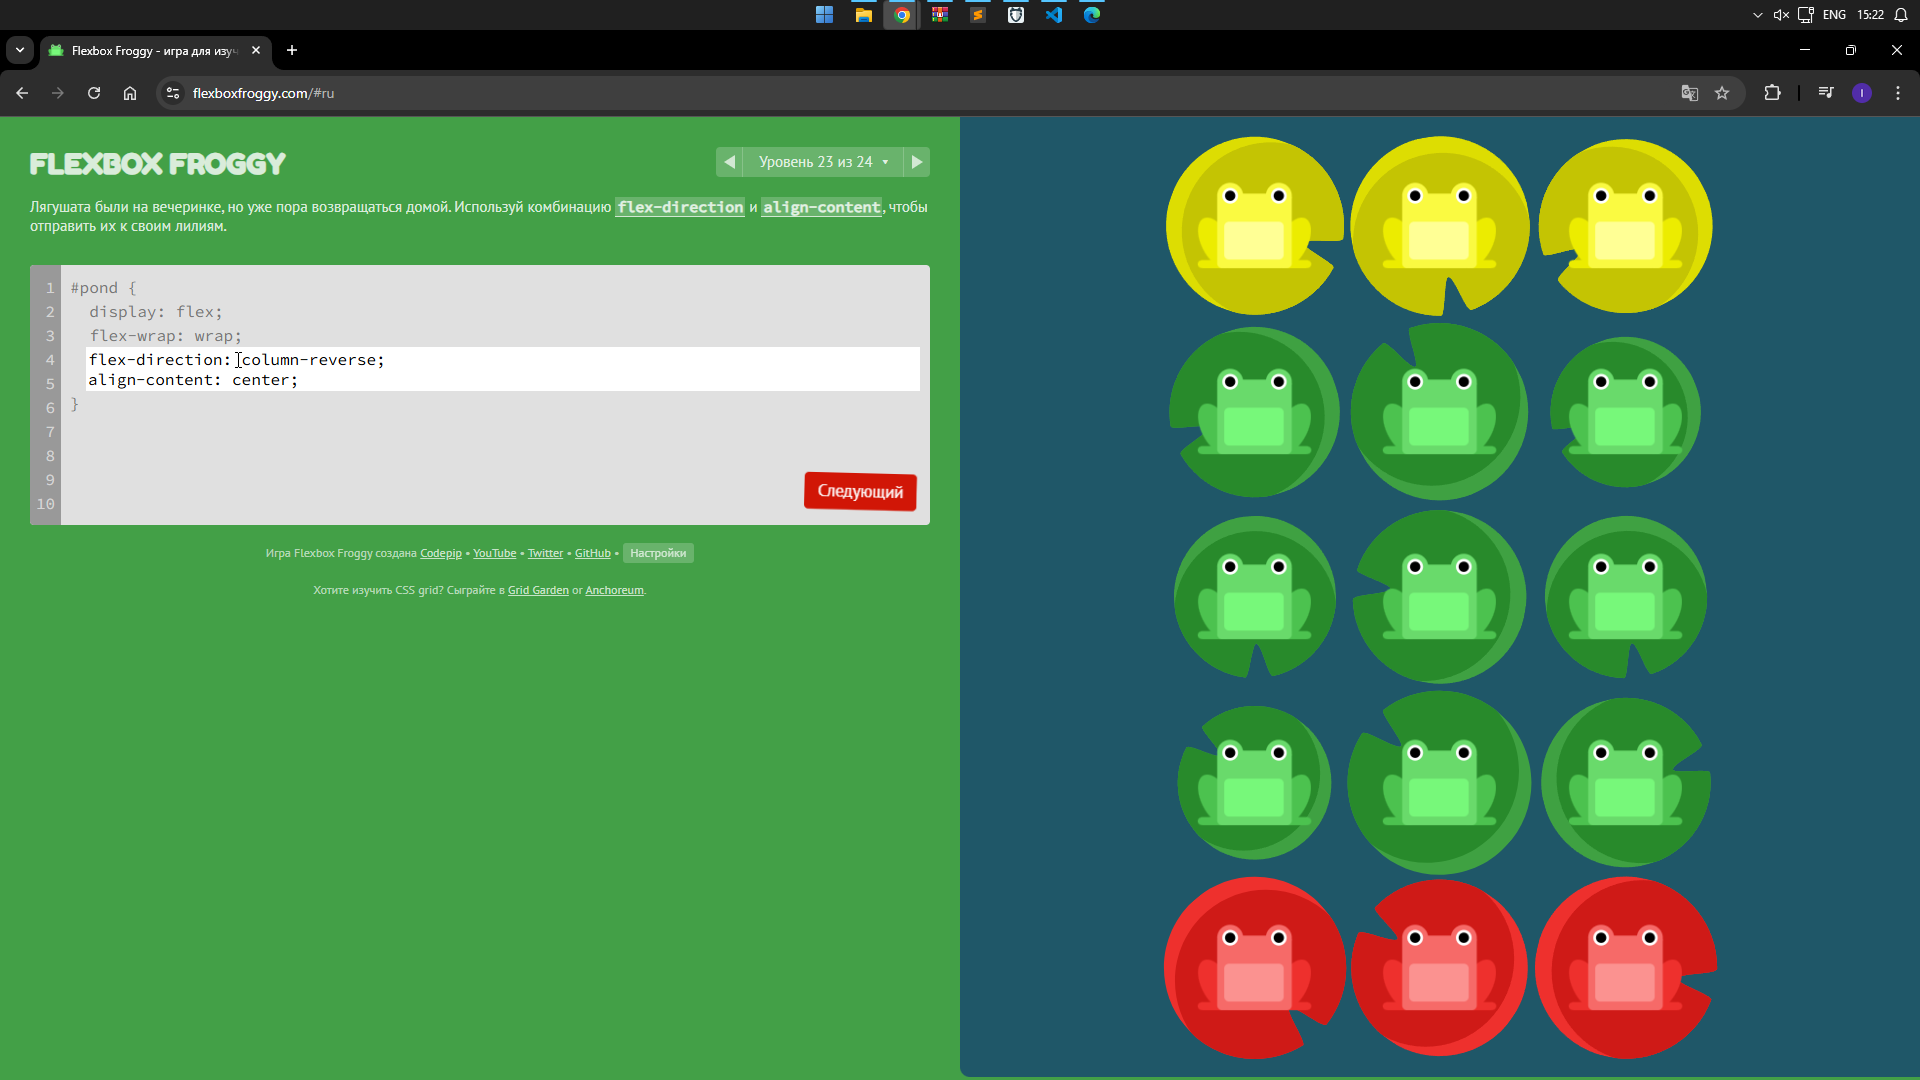 ENG 15:22
Flexbox Froggy - игра для изуч
flexboxfroggy.com/#ru
I
FLEXBOX FROGGY
Уровень 23 из 24
Лягушата были на вечеринке, но уже пора возвращаться домой. Используй комбинацию flex-direction и align-content, чтобы
отправить их к своим лилиям.
1 #pond {
2 display: flex;
3 flex-wrap: wrap;
4 flex-direction: column-reverse;
5 align-content: center;
6 }
7
8
9
10
Следующий
Игра Flexbox Froggy создана Codepip • YouTube • Twitter • GitHub • Настройки
Хотите изучить CSS grid? Сыграйте в Grid Garden or Anchoreum.